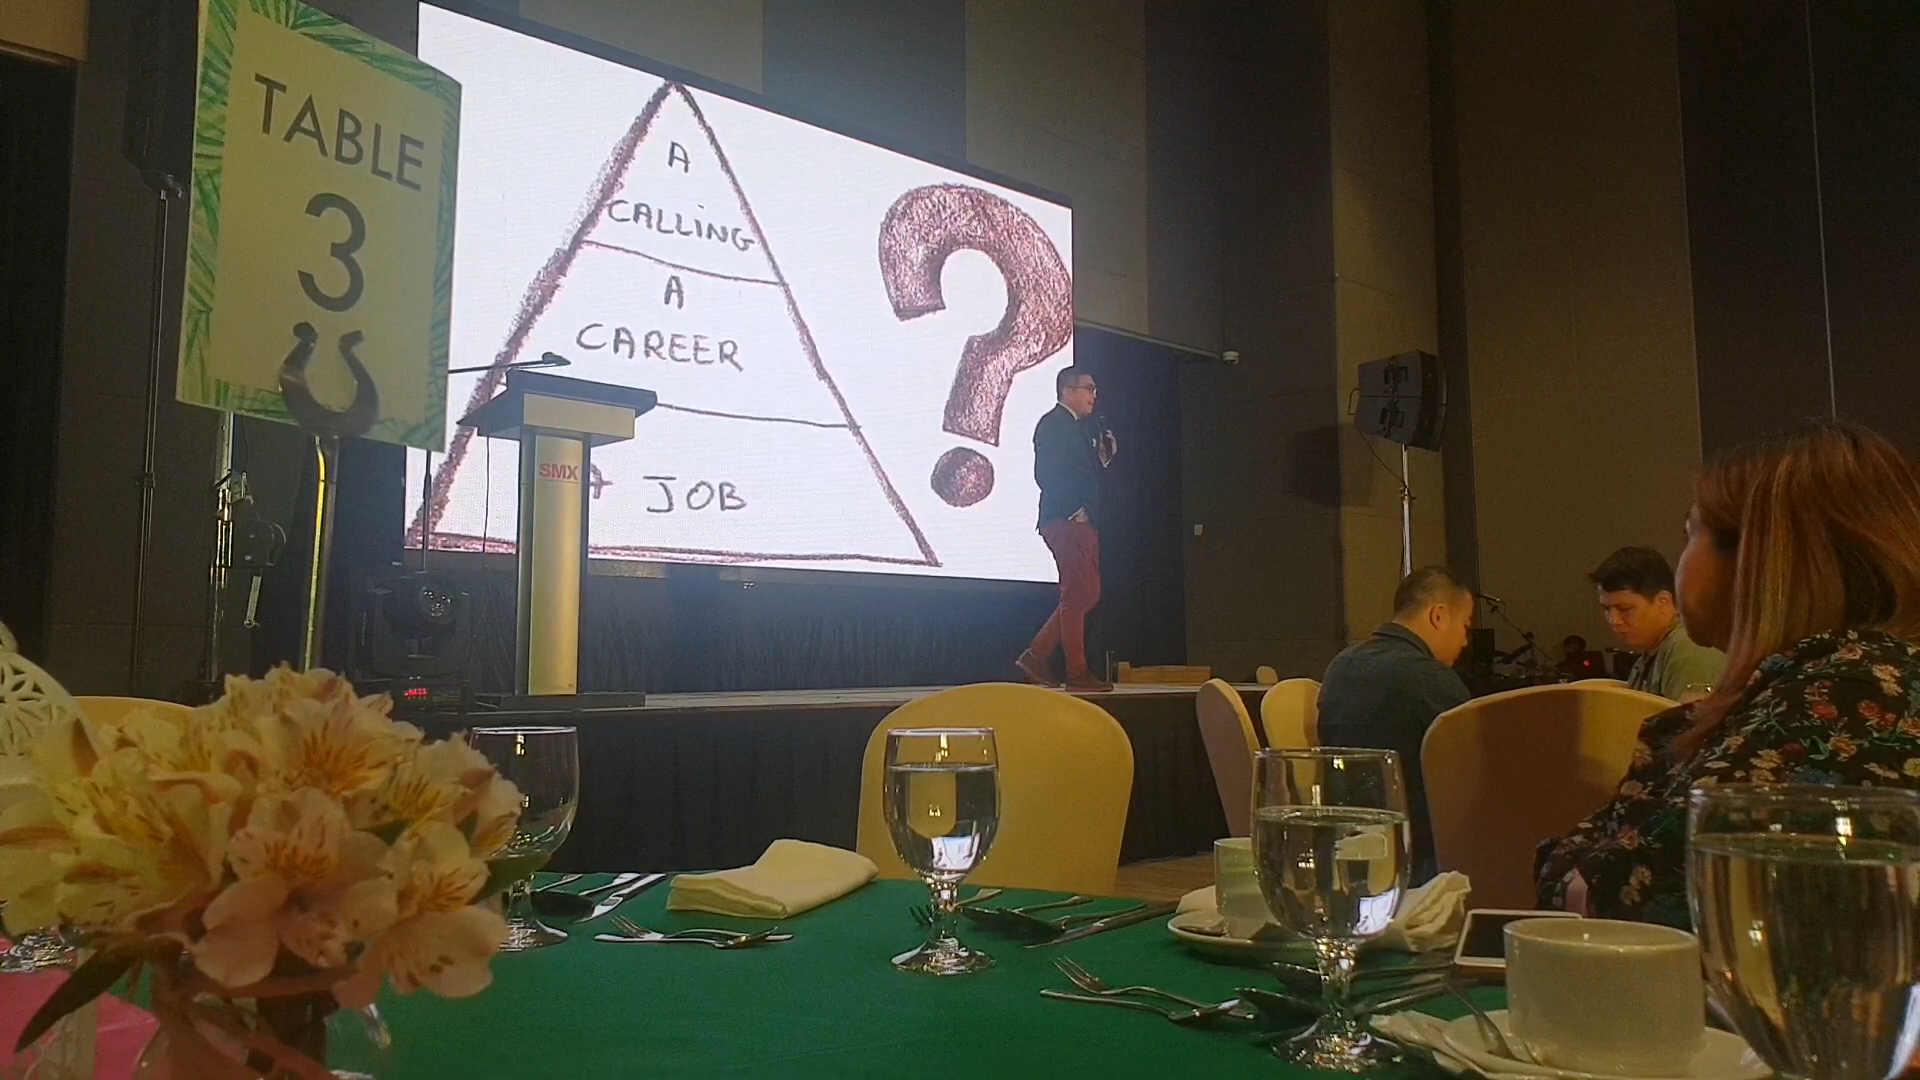 TABLE
3
A
CALLiNG
A
CAREER
A JOB
?
SMX